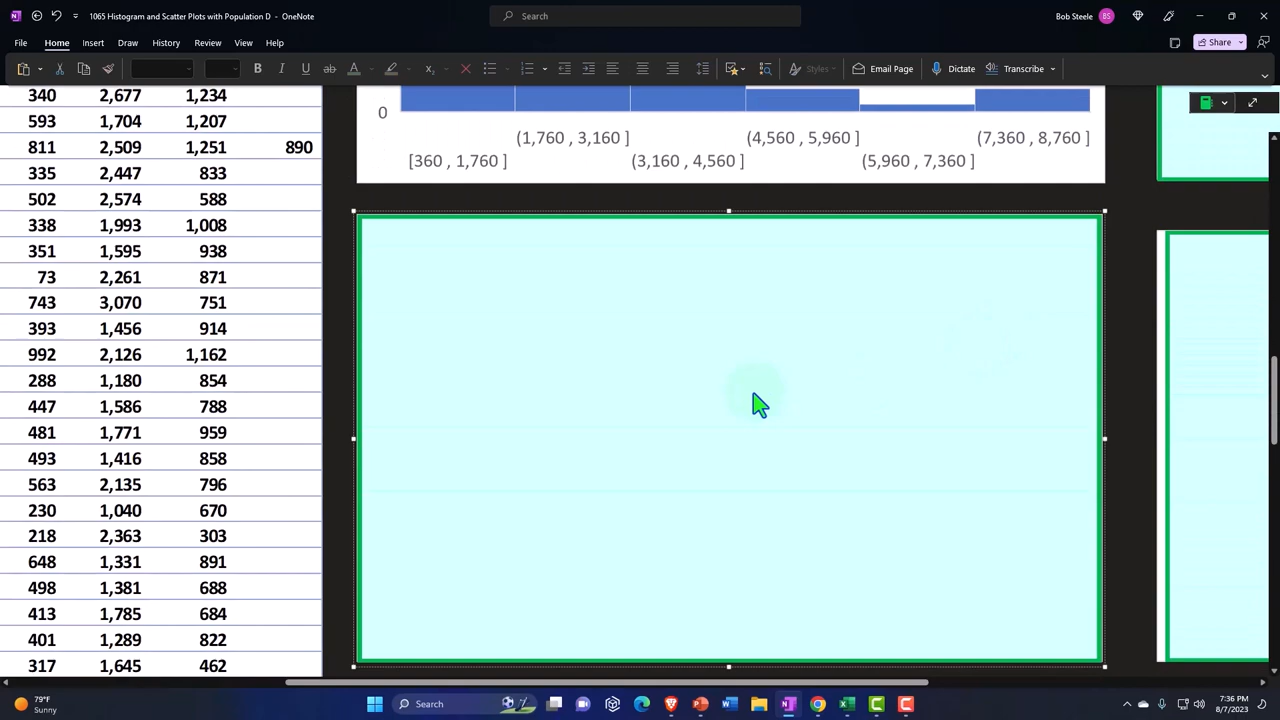 1065 Histogram and Scatter Plots with Population D - OneNote
Search
Bob Steele
BS
File Home Insert Draw History Review View Help
Share
B I U ab A x Styles Email Page Dictate Transcribe
340 2,677 1,234
593 1,704 1,207
811 2,509 1,251 890
335 2,447 833
502 2,574 588
338 1,993 1,008
351 1,595 938
73 2,261 871
743 3,070 751
393 1,456 914
992 2,126 1,162
288 1,180 854
447 1,586 788
481 1,771 959
493 1,416 858
563 2,135 796
230 1,040 670
218 2,363 303
648 1,331 891
498 1,381 688
413 1,785 684
401 1,289 822
317 1,645 462
0
(1,760 , 3,160 ] (4,560 , 5,960 ] (7,360 , 8,760 ]
[360 , 1,760 ] (3,160 , 4,560 ] (5,960 , 7,360 ]
79°F
Sunny
Search
7:36 PM
8/7/2023